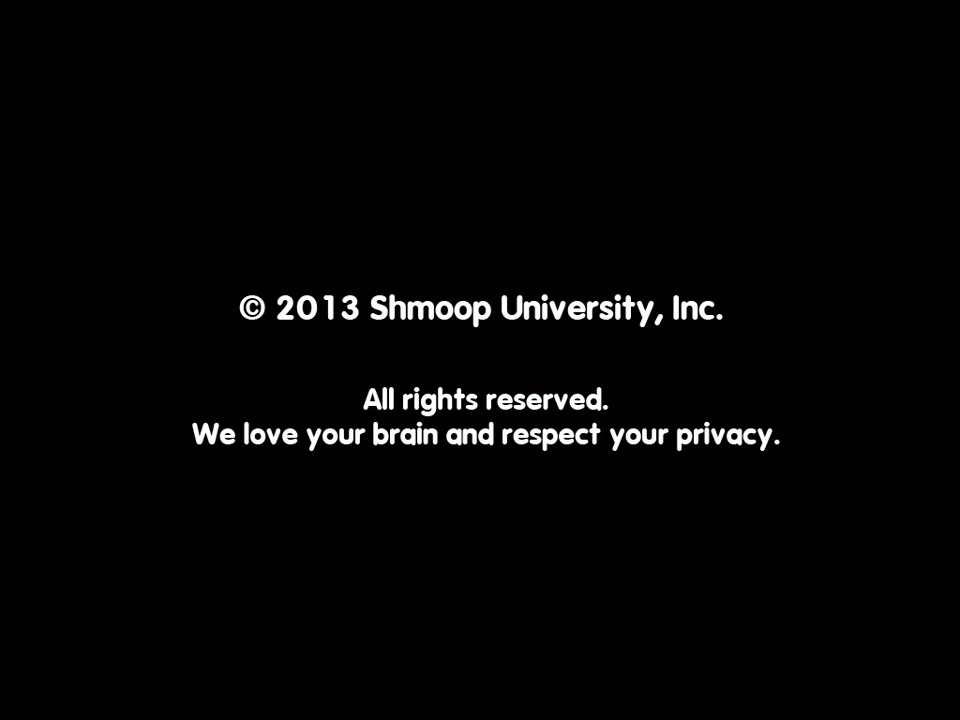 © 2013 Shmoop University, Inc.
All rights reserved.
We love your brain and respect your privacy.